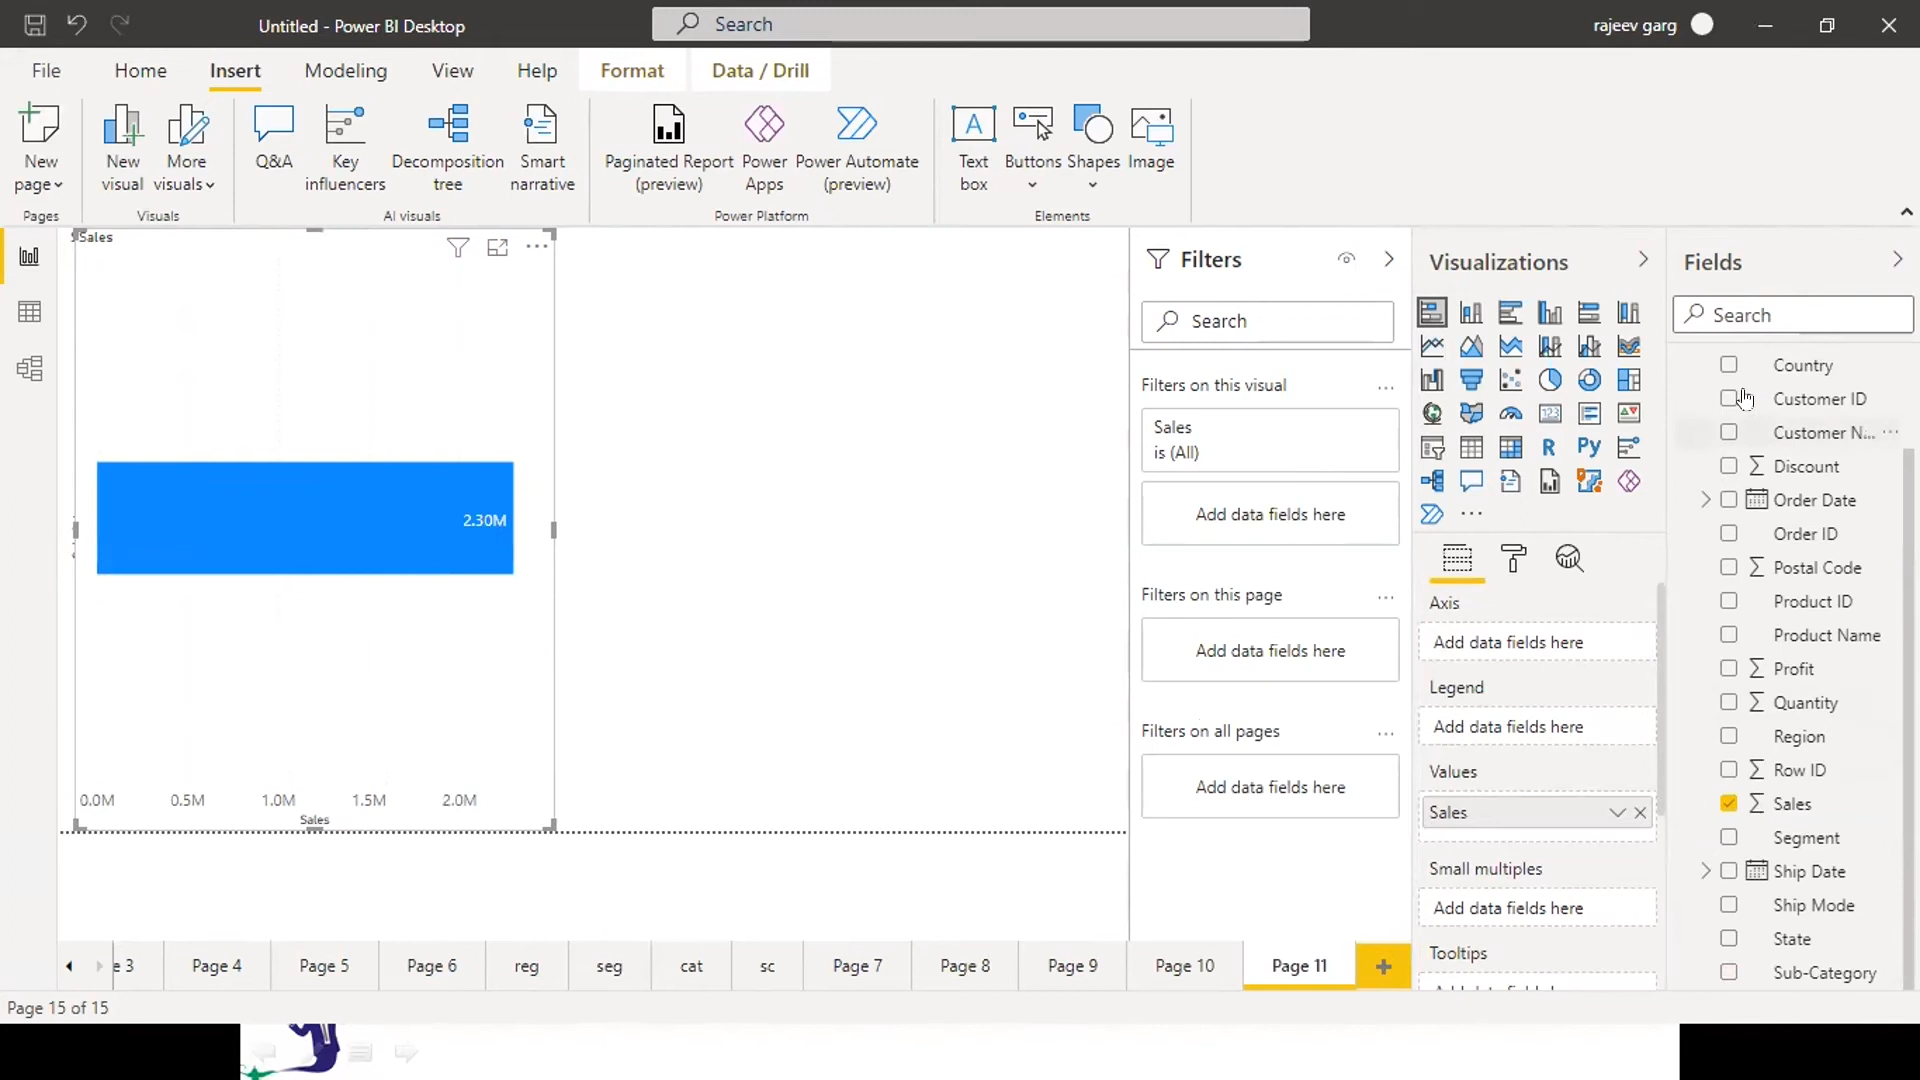 Untitled - Power BI Desktop
Search
rajeev garg
File
Home
Insert
Modeling
View
Help
Format
Data / Drill
New page
New visual
More visuals
Q&A
Key influencers
Decomposition tree
Smart narrative
Paginated Report (preview)
Power Apps
Power Automate (preview)
Text box
Buttons
Shapes
Image
Pages
Visuals
AI visuals
Power Platform
Elements
Sales
2.30M
0.0M 0.5M 1.0M 1.5M 2.0M
Sales
Filters
Search
Filters on this visual
Sales
is (All)
Add data fields here
Filters on this page
Add data fields here
Filters on all pages
Add data fields here
Visualizations
123
R
Py
Axis
Add data fields here
Legend
Add data fields here
Values
Sales
Small multiples
Add data fields here
Tooltips
Fields
Search
Country
Customer ID
Customer N...
Discount
Order Date
Order ID
Postal Code
Product ID
Product Name
Profit
Quantity
Region
Row ID
Sales
Segment
Ship Date
Ship Mode
State
Sub-Category
e 3
Page 4
Page 5
Page 6
reg
seg
cat
sc
Page 7
Page 8
Page 9
Page 10
Page 11
Page 15 of 15